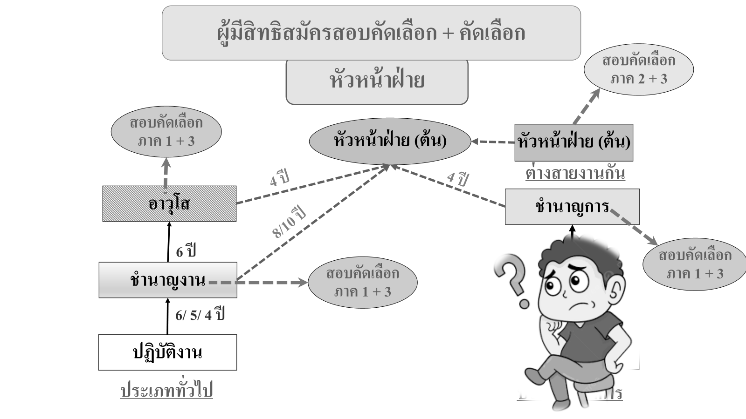 ผู้มีสิทธิสมัครสอบคัดเลือก + คัดเลือก
หัวหน้าฝ่าย
สอบคัดเลือก
ภาค 2 + 3
สอบคัดเลือก
ภาค 1 + 3
หัวหน้าฝ่าย (ต้น)
หัวหน้าฝ่าย (ต้น)
ต่างสายงานกัน
4 ปี
4 ปี
อาวุโส
8/10 ปี
ชำนาญการ
6 ปี
ชำนาญงาน
สอบคัดเลือก
ภาค 1 + 3
สอบคัดเลือก
ภาค 1 + 3
6/ 5/ 4 ปี
ปฏิบัติงาน
ประเภททั่วไป